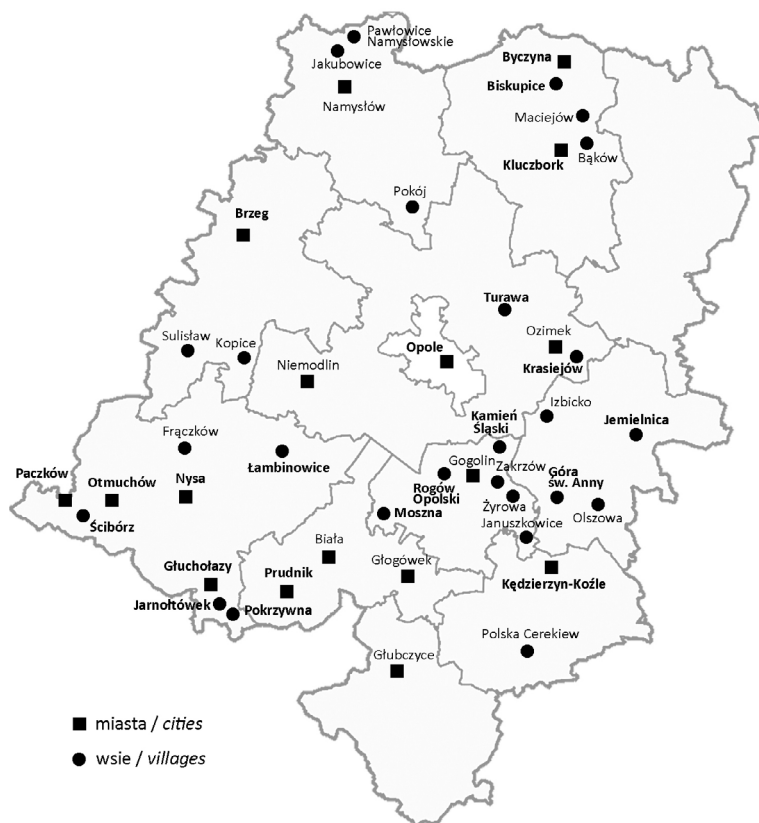 Pawłowice
Namysłowskie
Jakubowice
Namysłów
Byczyna
Biskupice
Maciejów
Kluczbork
Bąków
Pokój
Brzeg
Turawa
Sulisław
Kopice
Niemodlin
Opole
Ozimek
Krasiejów
Izbicko
Kamień
Śląski
Jemielnica
Frączków
Łambinowice
Gogolin
Zakrzów
Góra
św. Anny
Paczków
Otmuchów
Nysa
Rogów
Opolski
Żyrowa
Olszowa
Moszna
Januszkowice
Ścibórz
Biała
Głuchołazy
Prudnik
Głogówek
Kędzierzyn-Koźle
Jarnołtówek
Pokrzywna
Polska Cerekiew
Głubczyce
miasta / cities
wsie / villages